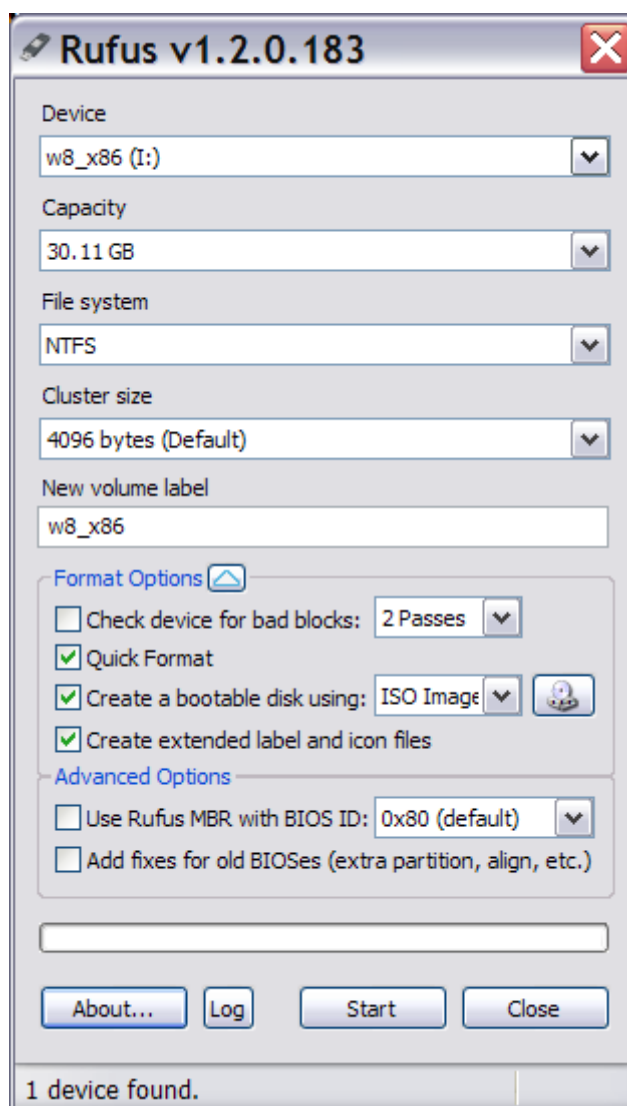 Rufus v1.2.0.183
Device
w8_x86 (I:)
Capacity
30.11 GB
File system
NTFS
Cluster size
4096 bytes (Default)
New volume label
w8_x86
Format Options
Check device for bad blocks: 2 Passes
Quick Format
Create a bootable disk using: ISO Image
Create extended label and icon files
Advanced Options
Use Rufus MBR with BIOS ID: 0x80 (default)
Add fixes for old BIOSes (extra partition, align, etc.)
About... Log Start Close
1 device found.